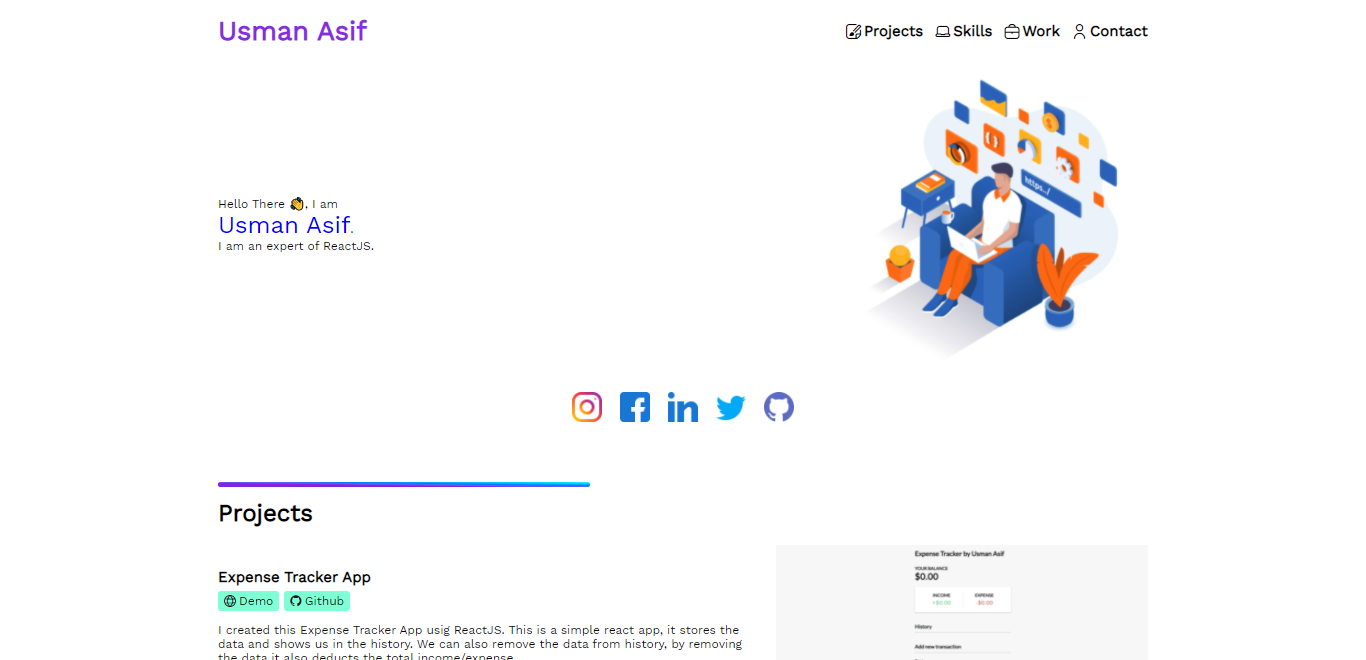 Usman Asif
Projects Skills Work Contact
https../
Hello There 👏, I am
Usman Asif.
I am an expert of ReactJS.
Projects
Expense Tracker App
Demo Github
I created this Expense Tracker App usig ReactJS. This is a simple react app, it stores the
data and shows us in the history. We can also remove the data from history, by removing
the data it also deducts the total income/expense.
Expense Tracker by Usman Asif
YOUR BALANCE
$0.00
INCOME EXPENSE
+$0.00 -$0.00
History
Add new transaction